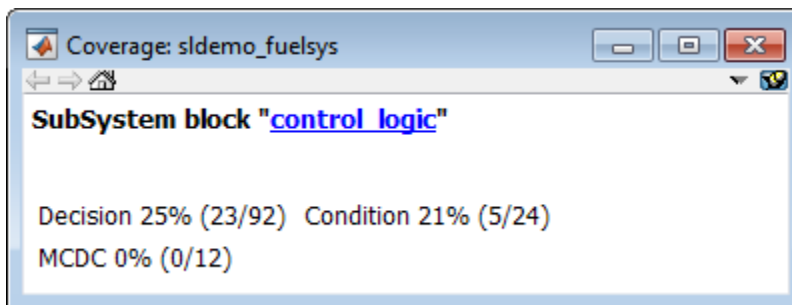 Coverage: sldemo_fuelsys
SubSystem block "control_logic"
Decision 25% (23/92) Condition 21% (5/24)
MCDC 0% (0/12)